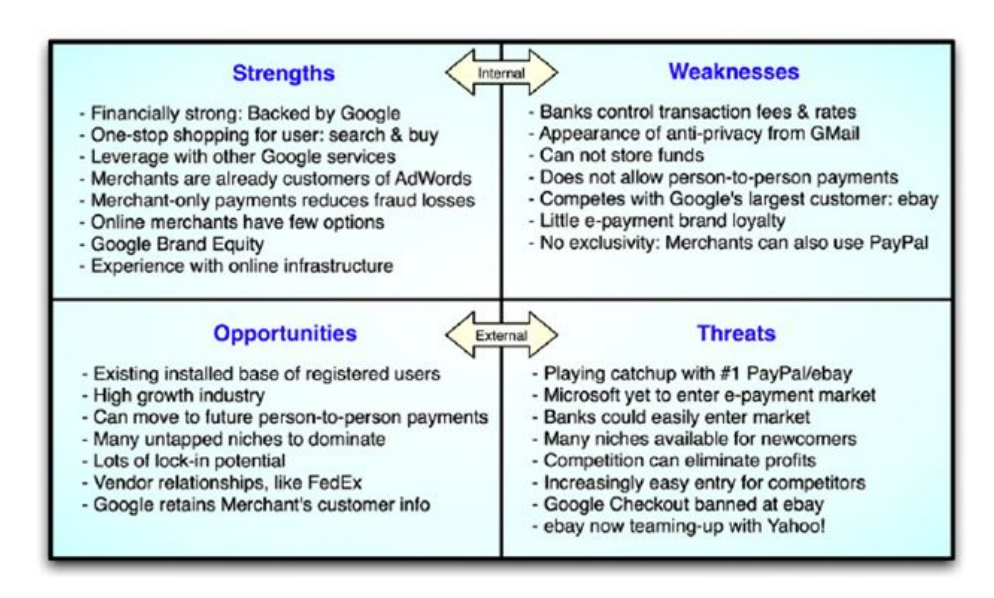 Strengths
Internal
Weaknesses
- Financially strong: Backed by Google
- One-stop shopping for user: search & buy
- Leverage with other Google services
- Merchants are already customers of AdWords
- Merchant-only payments reduces fraud losses
- Online merchants have few options
- Google Brand Equity
- Experience with online infrastructure
- Banks control transaction fees & rates
- Appearance of anti-privacy from GMail
- Can not store funds
- Does not allow person-to-person payments
- Competes with Google's largest customer: ebay
- Little e-payment brand loyalty
- No exclusivity: Merchants can also use PayPal
Opportunities
External
Threats
- Existing installed base of registered users
- High growth industry
- Can move to future person-to-person payments
- Many untapped niches to dominate
- Lots of lock-in potential
- Vendor relationships, like FedEx
- Google retains Merchant's customer info
- Playing catchup with #1 PayPal/ebay
- Microsoft yet to enter e-payment market
- Banks could easily enter market
- Many niches available for newcomers
- Competition can eliminate profits
- Increasingly easy entry for competitors
- Google Checkout banned at ebay
- ebay now teaming-up with Yahoo!